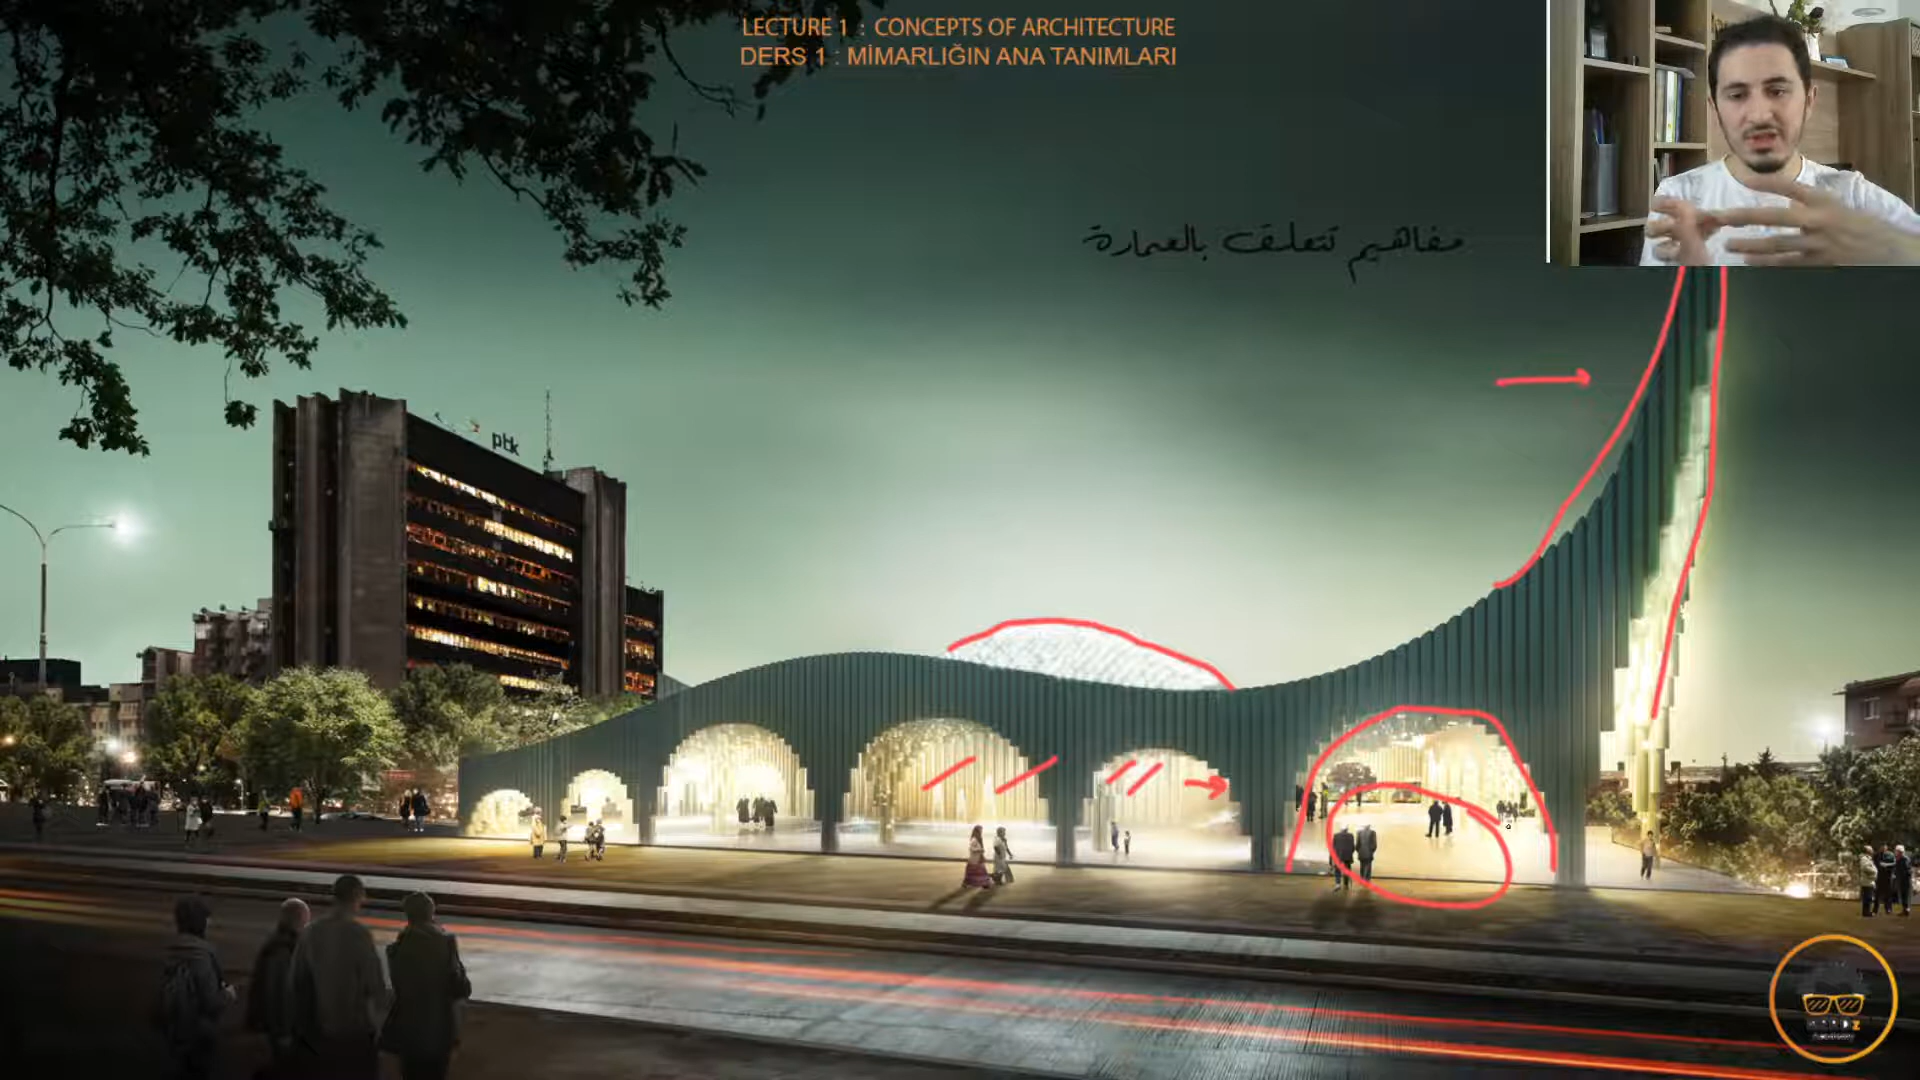 LECTURE 1 : CONCEPTS OF ARCHITECTURE
DERS 1 : MİMARLIĞIN ANA TANIMLARI
مفاهيم تتعلق بالعمارة
ptk